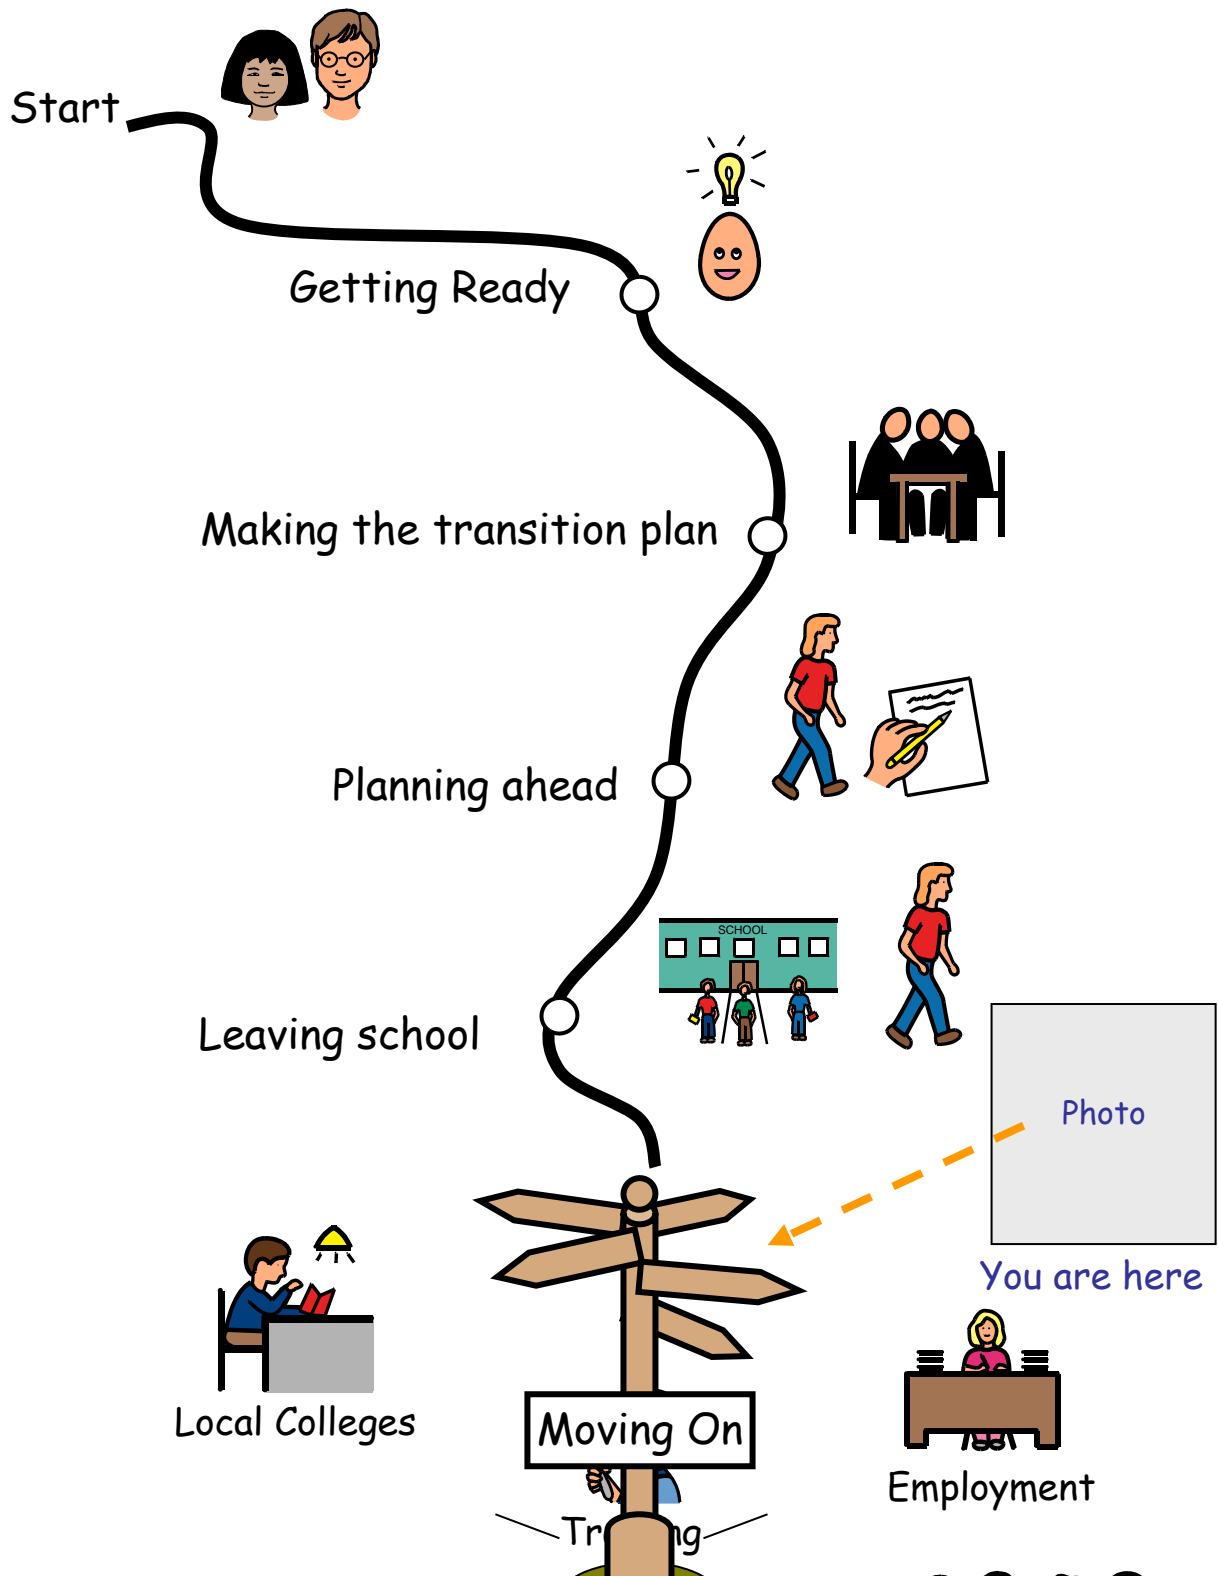 Start
Getting Ready
Making the transition plan
Planning ahead
SCHOOL
Leaving school
Photo
You are here
Local Colleges
Moving On
Employment